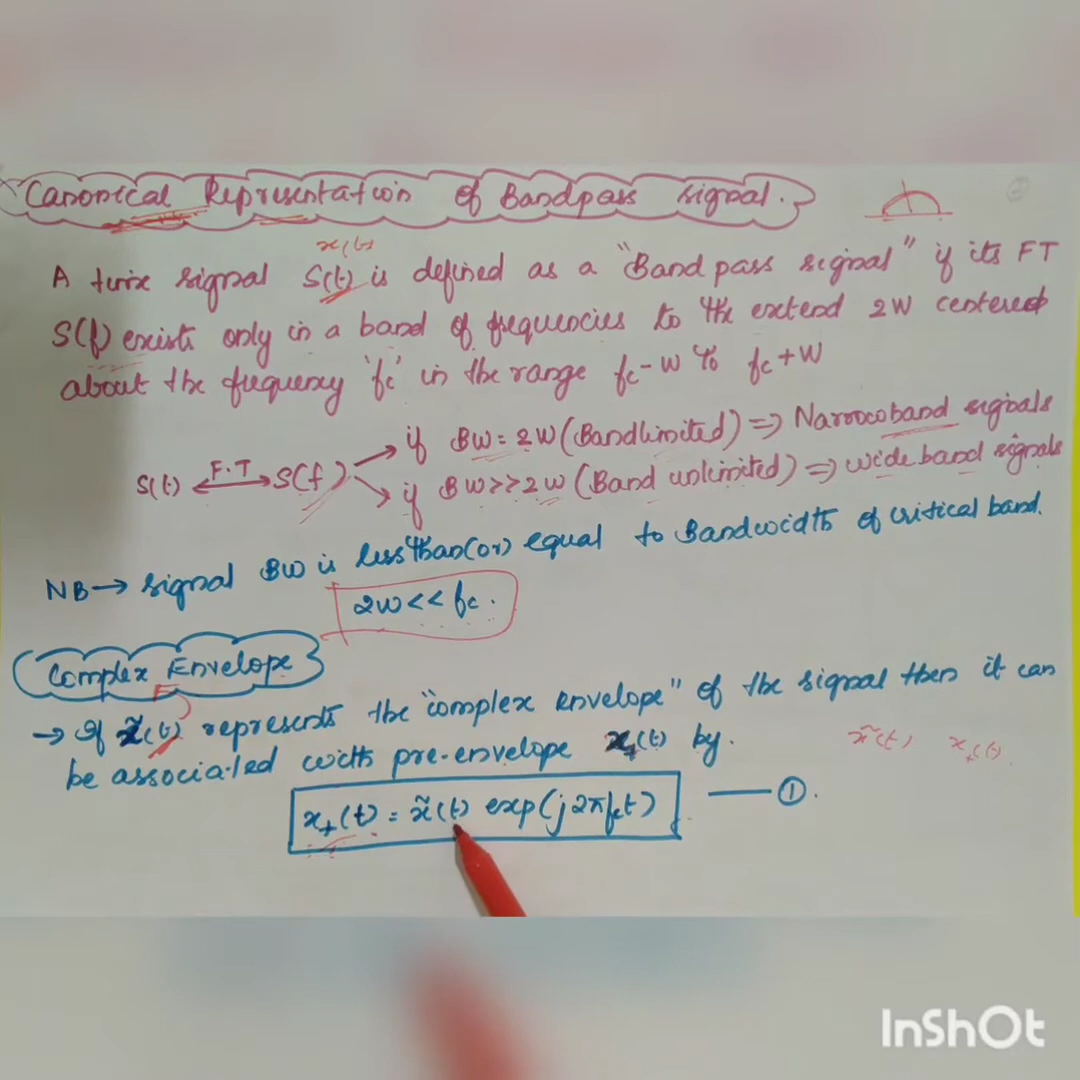 Canonical Representation of Bandpass signal.
x(t)
A time signal S(t) is defined as a "Band pass signal" if its FT
S(f) exists only in a band of frequencies to the extend 2W centered
about the frequency 'fc' in the range fc-W to fc+W
S(t) ⟷ F.T S(f) → if BW = 2W (Bandlimited) => Narrowband signals
→ if BW>>2W (Band unlimited) => wide band signals
NB → signal BW is less than (or) equal to Bandwidth of critical band.
2W << fc.
Complex Envelope
→ If x̃(t) represents the "complex envelope" of the signal then it can
be associated with pre-envelope x₊(t) by.
x̃(t) x₊(t)
x₊(t) = x̃(t) exp(j2πfct) —— ①.
InShOt